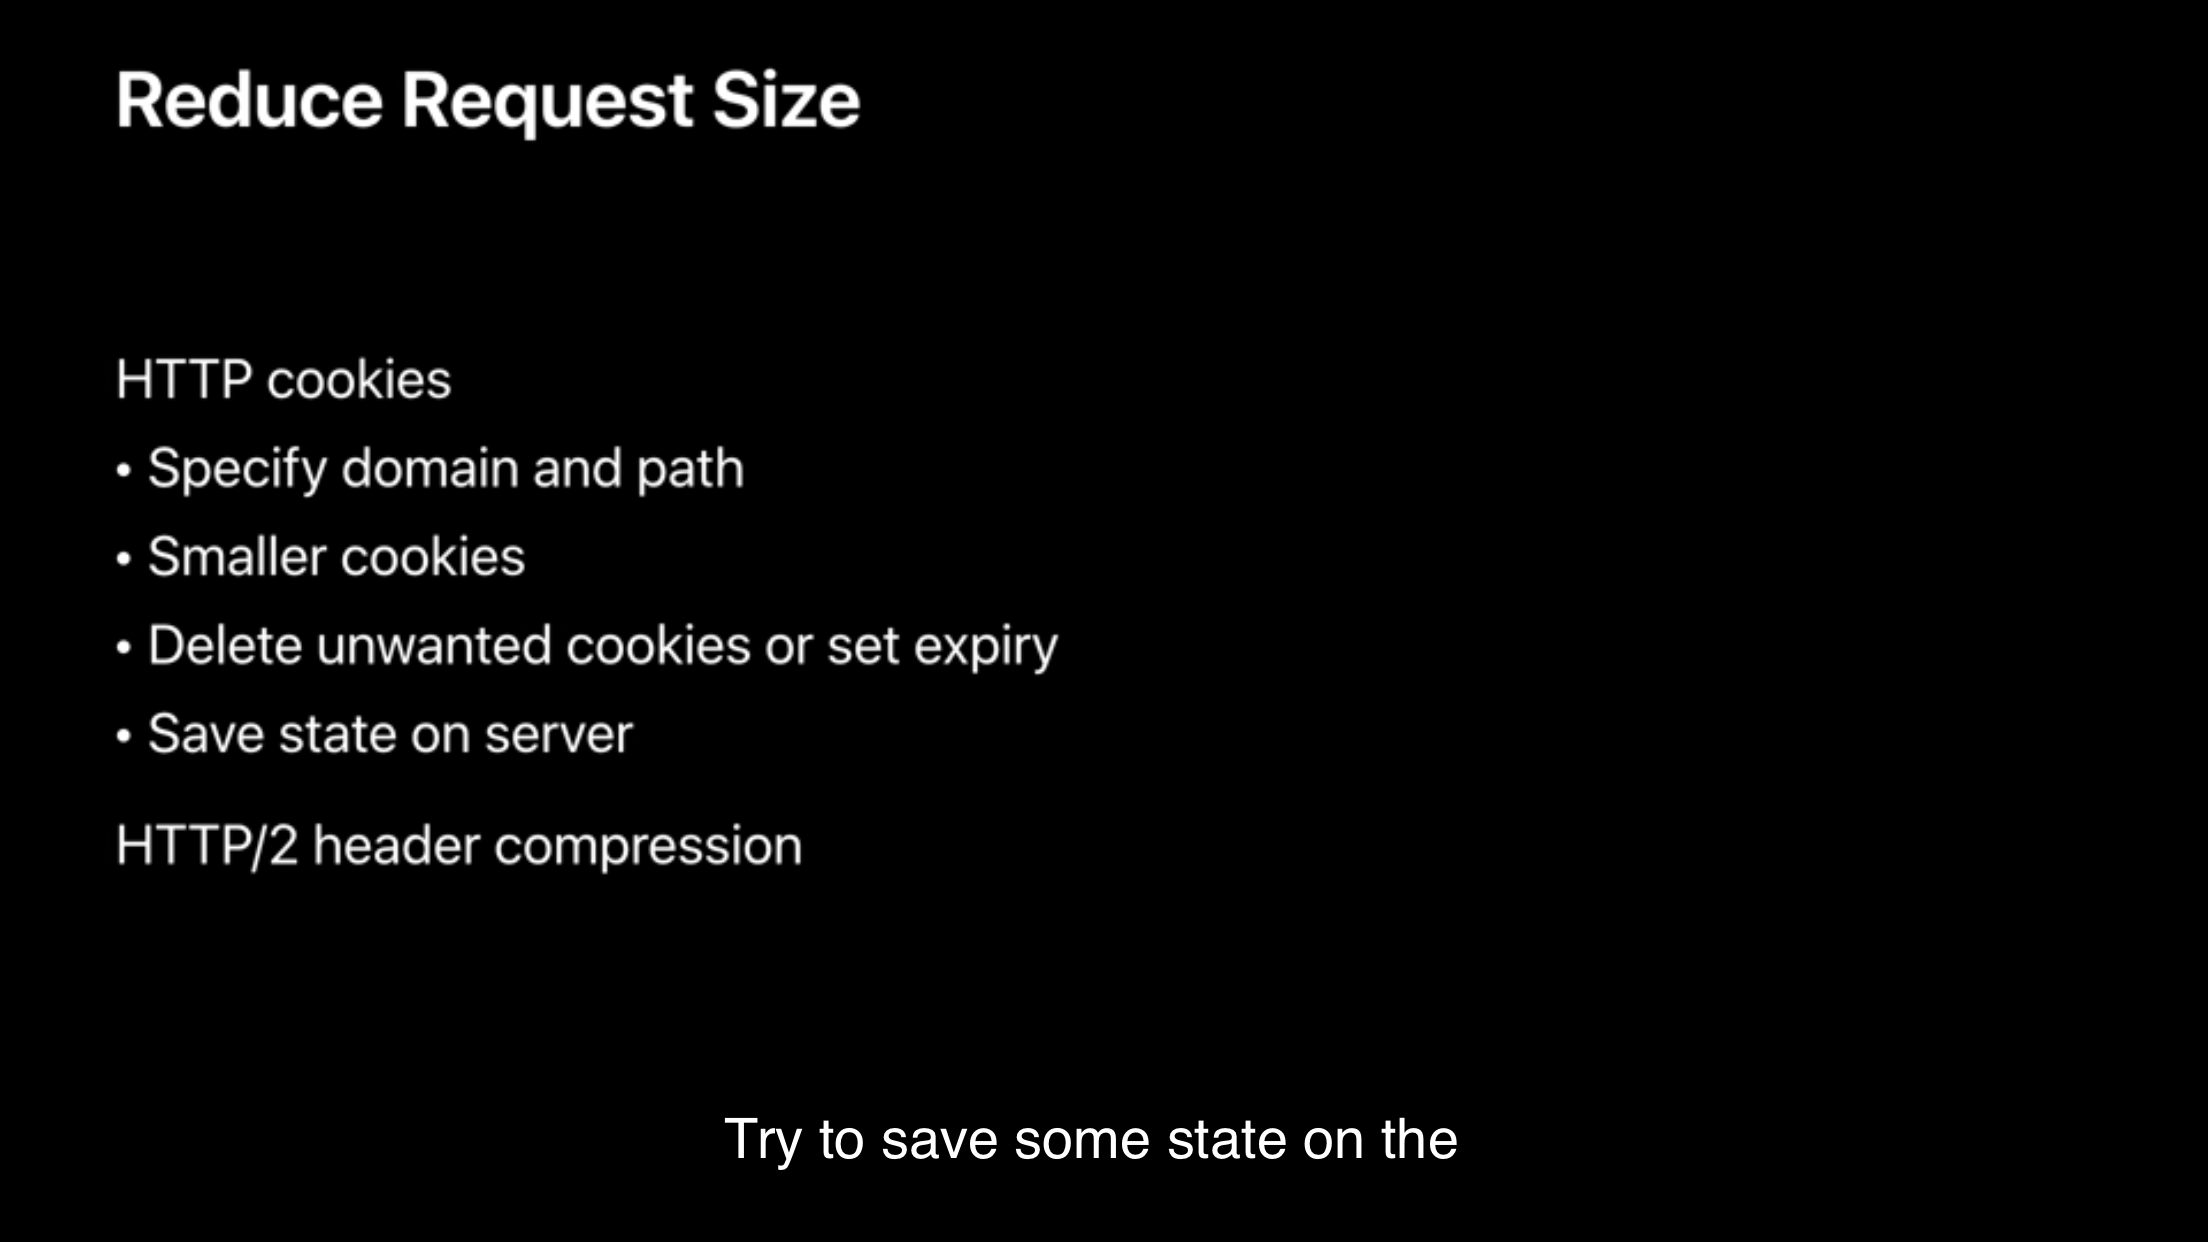 Reduce Request Size
HTTP cookies
• Specify domain and path
• Smaller cookies
• Delete unwanted cookies or set expiry
• Save state on server
HTTP/2 header compression
Try to save some state on the